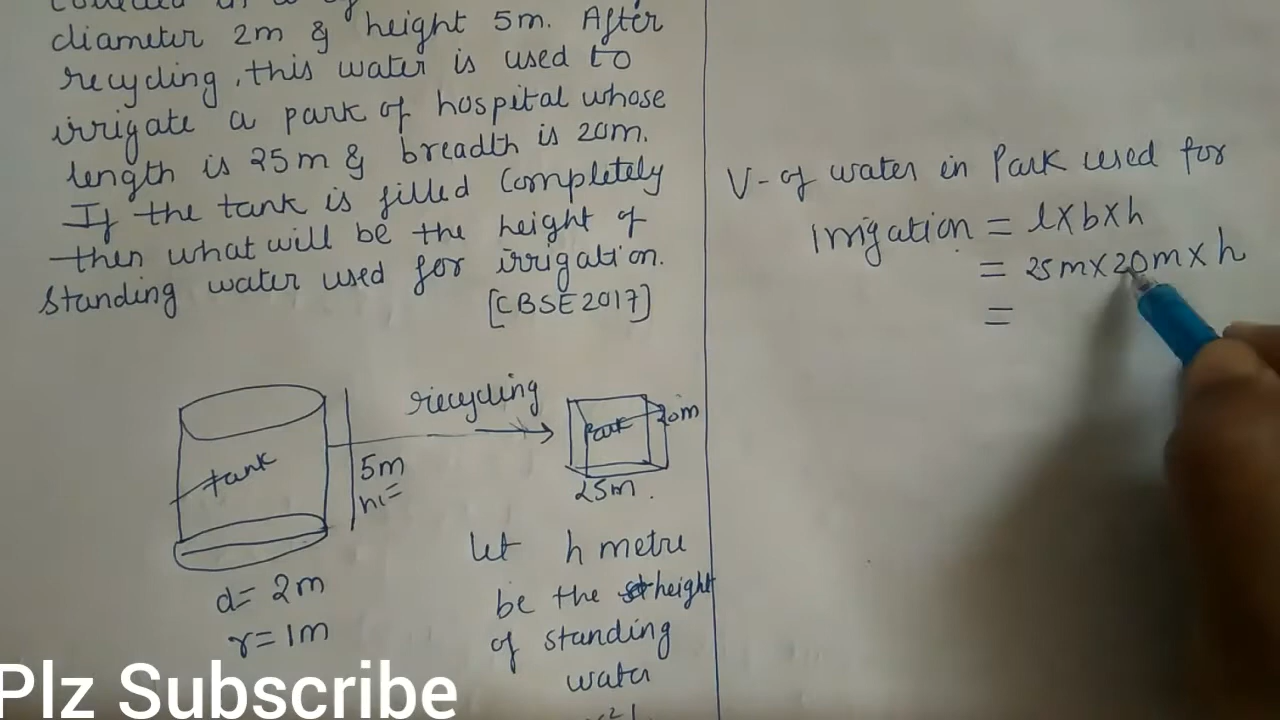 diameter 2m & height 5m. After
recycling, this water is used to
irrigate a park of hospital whose
length is 25m & breadth is 20m.
If the tank is filled Completely
then what will be the height of
standing water used for irrigation.
[CBSE2017]
tank
5m
recycling
Park
20m
25m.
d= 2m
r=1m
let h metre
be the height
of standing
water
V-of water in Park used for
Irrigation = l×b×h
= 25m×20m×h
=
Plz Subscribe